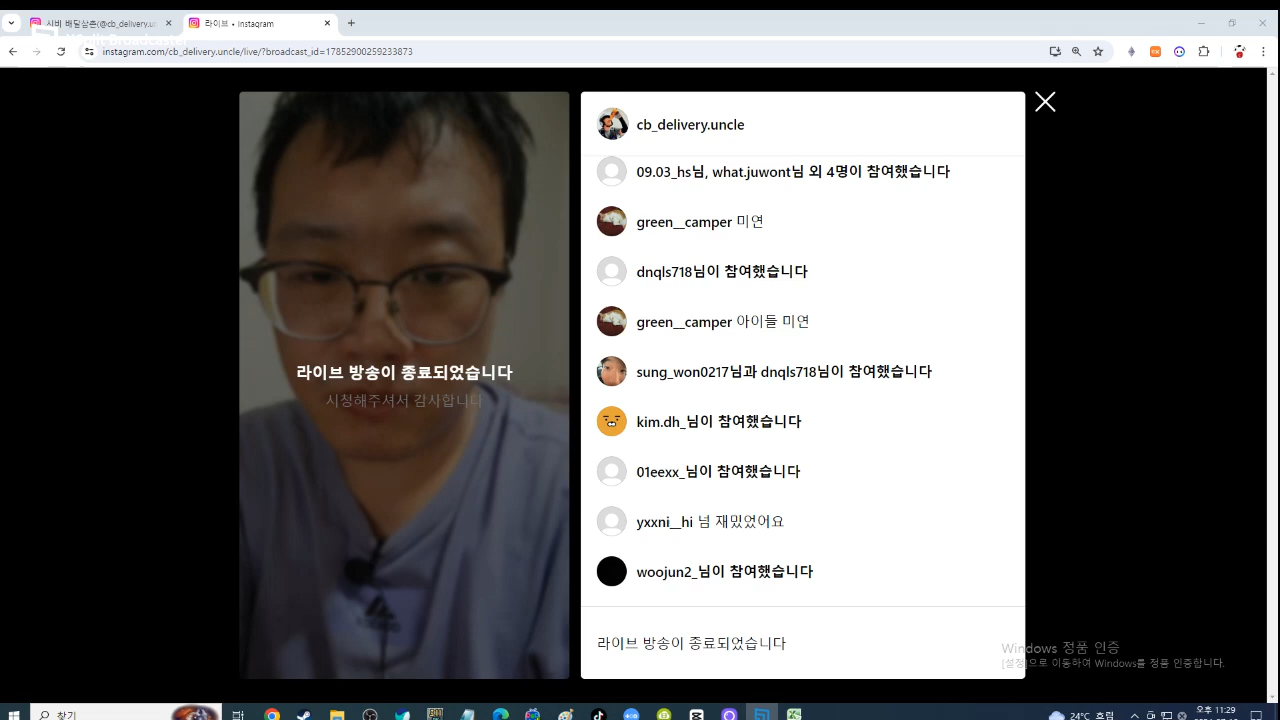 시비 배달삼촌(@cb_delivery.un
라이브 • Instagram
instagram.com/cb_delivery.uncle/live/?broadcast_id=17852900259233873
cb_delivery.uncle
09.03_hs님, what.juwont님 외 4명이 참여했습니다
green__camper 미연
dnqls718님이 참여했습니다
green__camper 아이들 미연
sung_won0217님과 dnqls718님이 참여했습니다
kim.dh_님이 참여했습니다
01eexx_님이 참여했습니다
yxxni__hi 넘 재밌었어요
woojun2_님이 참여했습니다
라이브 방송이 종료되었습니다
시청해주셔서 감사합니다
라이브 방송이 종료되었습니다
Windows 정품 인증
[설정]으로 이동하여 Windows를 정품 인증합니다.
찾기
24°C 흐림
오후 11:29